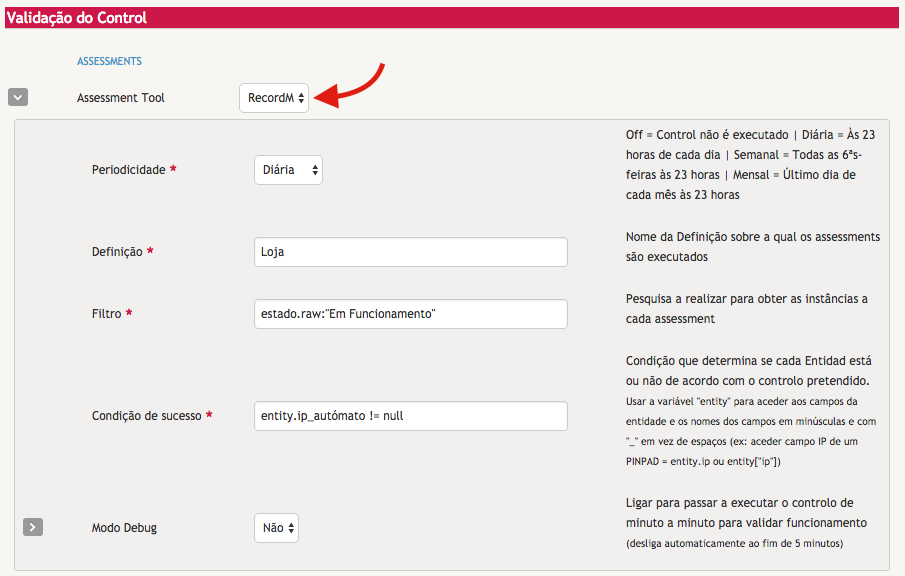 Validação do Control
ASSESSMENTS
Assessment Tool
RecordM
Periodicidade *
Diária
Off = Control não é executado | Diária = Às 23
horas de cada dia | Semanal = Todas as 6ªs-
feiras às 23 horas | Mensal = Último dia de
cada mês às 23 horas
Definição *
Loja
Nome da Definição sobre a qual os assessments
são executados
Filtro *
estado.raw:"Em Funcionamento"
Pesquisa a realizar para obter as instâncias a
cada assessment
Condição de sucesso *
entity.ip_autómato != null
Condição que determina se cada Entidad está
ou não de acordo com o controlo pretendido.
Usar a variável "entity" para aceder aos campos da
entidade e os nomes dos campos em minúsculas e com
"_" em vez de espaços (ex: aceder campo IP de um
PINPAD = entity.ip ou entity["ip"])
Modo Debug
Não
Ligar para passar a executar o controlo de
minuto a minuto para validar funcionamento
(desliga automaticamente ao fim de 5 minutos)